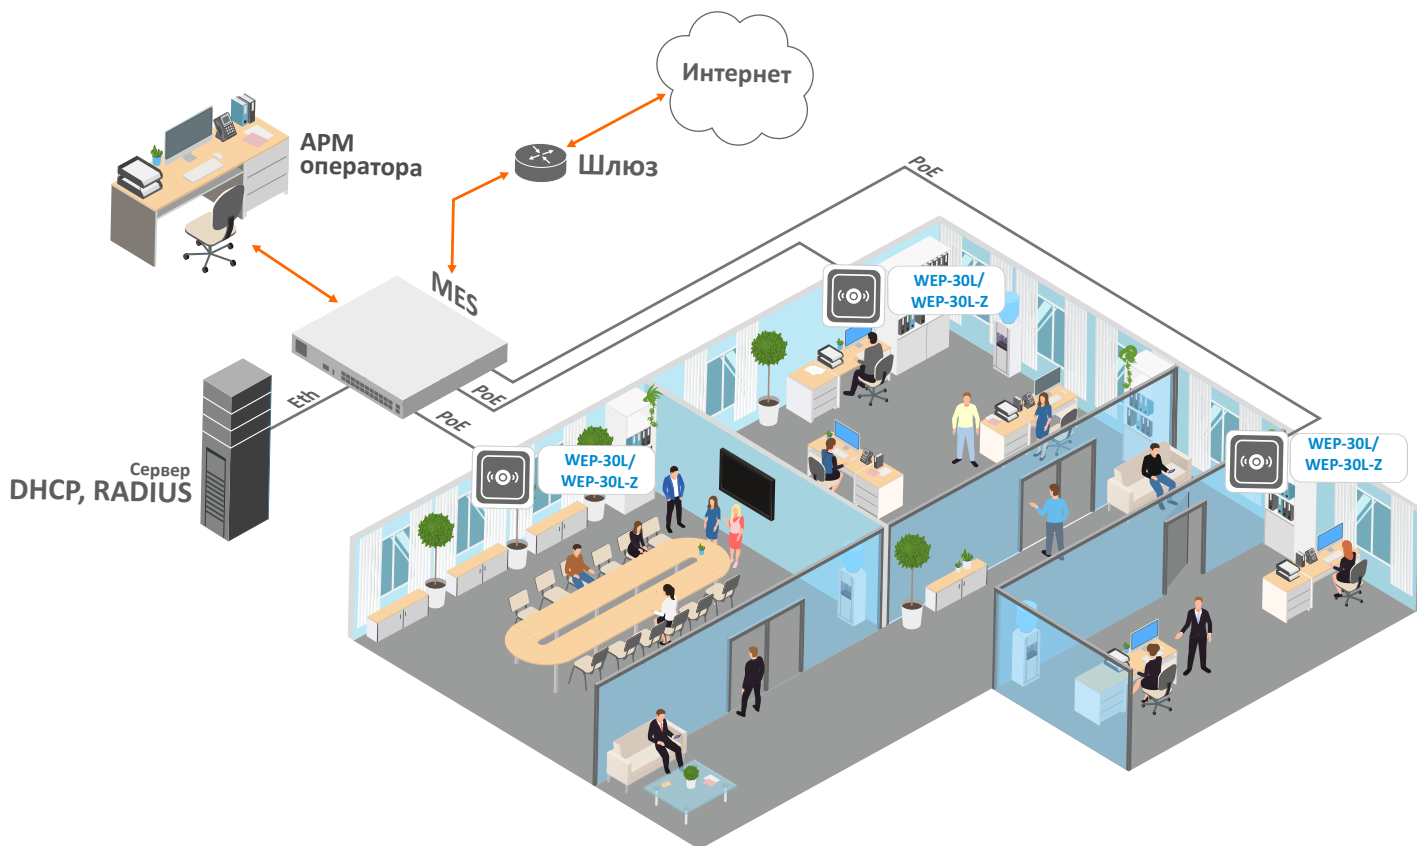 Интернет
АРМ
оператора
Шлюз
PoE
MES
WEP-30L/
WEP-30L-Z
Eth
PoE
PoE
WEP-30L/
WEP-30L-Z
WEP-30L/
WEP-30L-Z
Сервер
DHCP, RADIUS